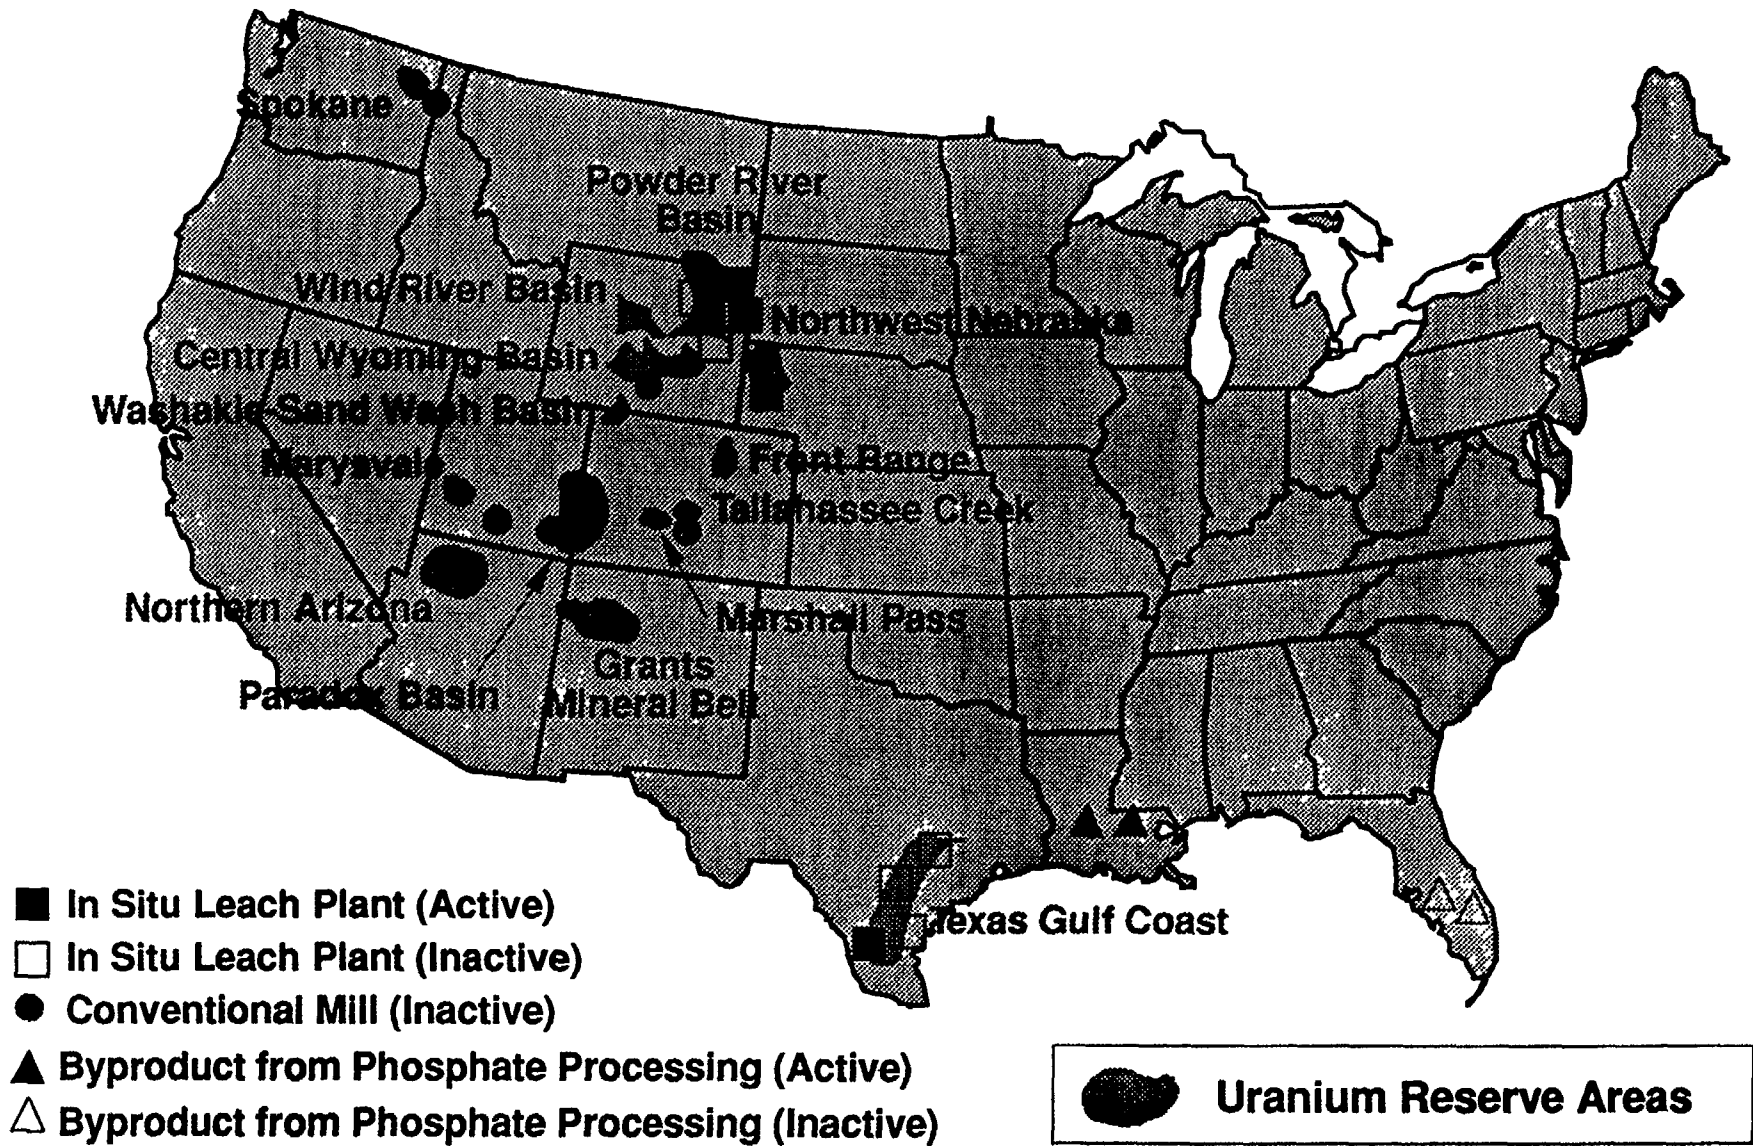 Spokane
Powder River
Basin
Wind River Basin
Northwest Nebraska
Central Wyoming Basin
Washakie Sand Wash Basin
Marysvale
Front Range
Tallahassee Creek
Northern Arizona
Marshall Pass
Grants
Mineral Belt
Paradox Basin
Texas Gulf Coast
In Situ Leach Plant (Active)
In Situ Leach Plant (Inactive)
Conventional Mill (Inactive)
Byproduct from Phosphate Processing (Active)
Byproduct from Phosphate Processing (Inactive)
Uranium Reserve Areas